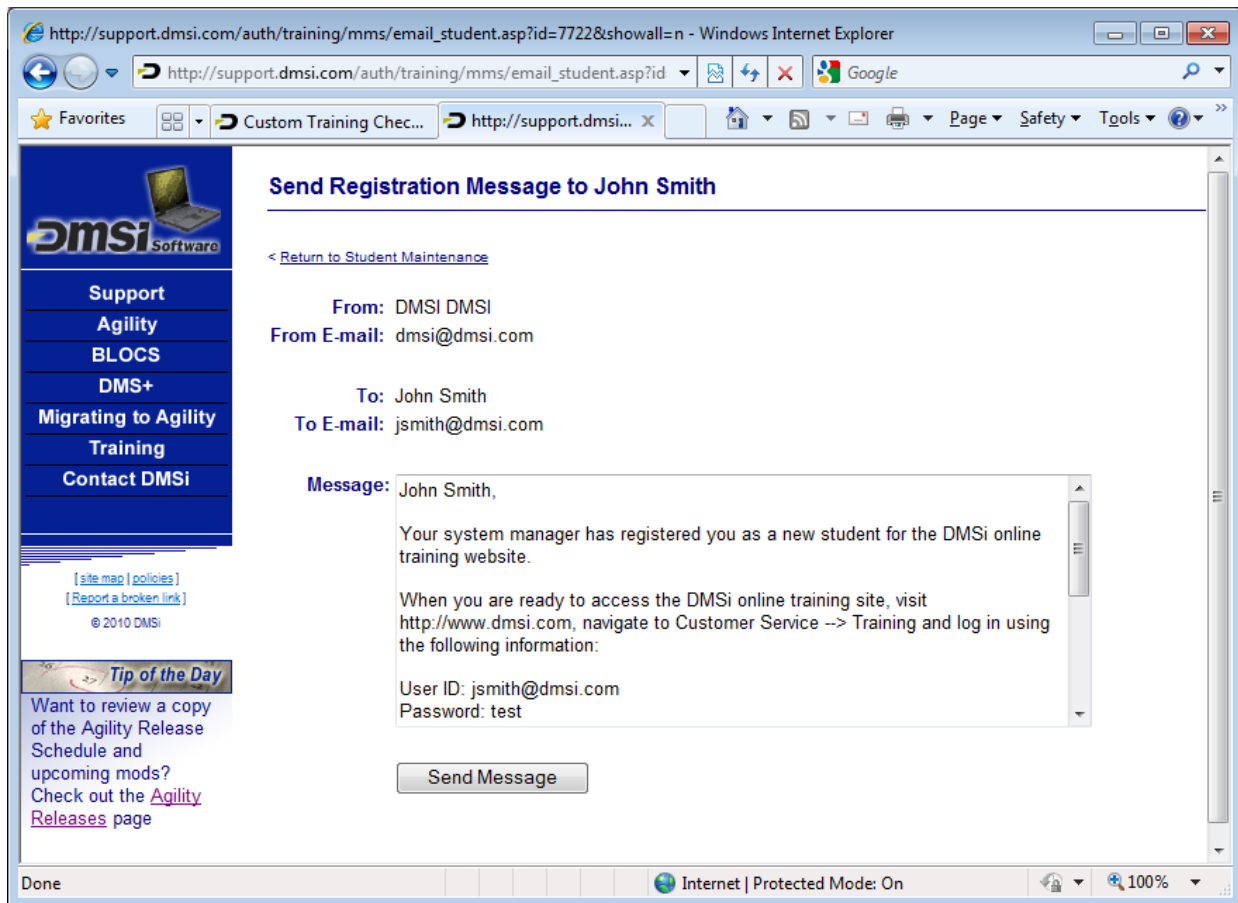 http://support.dmsi.com/auth/training/mms/email_student.asp?id=7722&showall=n - Windows Internet Explorer
http://support.dmsi.com/auth/training/mms/email_student.asp?id
Google
Favorites
Custom Training Chec...
http://support.dmsi...
Page
Safety
Tools
DMSi Software
Support
Agility
BLOCS
DMS+
Migrating to Agility
Training
Contact DMSi
[ site map | policies ]
[ Report a broken link ]
© 2010 DMSi
Tip of the Day
Want to review a copy
of the Agility Release
Schedule and
upcoming mods?
Check out the Agility
Releases page
Send Registration Message to John Smith
< Return to Student Maintenance
From: DMSI DMSI
From E-mail: dmsi@dmsi.com
To: John Smith
To E-mail: jsmith@dmsi.com
Message: John Smith,
Your system manager has registered you as a new student for the DMSi online
training website.
When you are ready to access the DMSi online training site, visit
http://www.dmsi.com, navigate to Customer Service --> Training and log in using
the following information:
User ID: jsmith@dmsi.com
Password: test
Send Message
Done
Internet | Protected Mode: On
100%